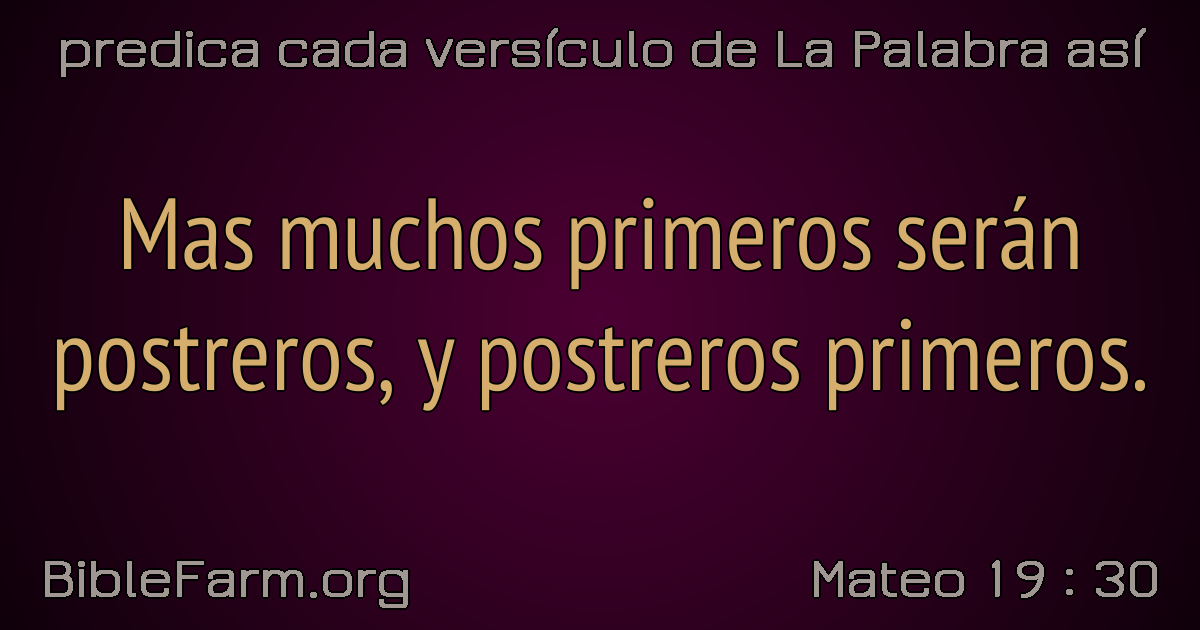 predica cada versículo de La Palabra así
Mas muchos primeros serán
postreros, y postreros primeros.
BibleFarm.org
Mateo 19 : 30